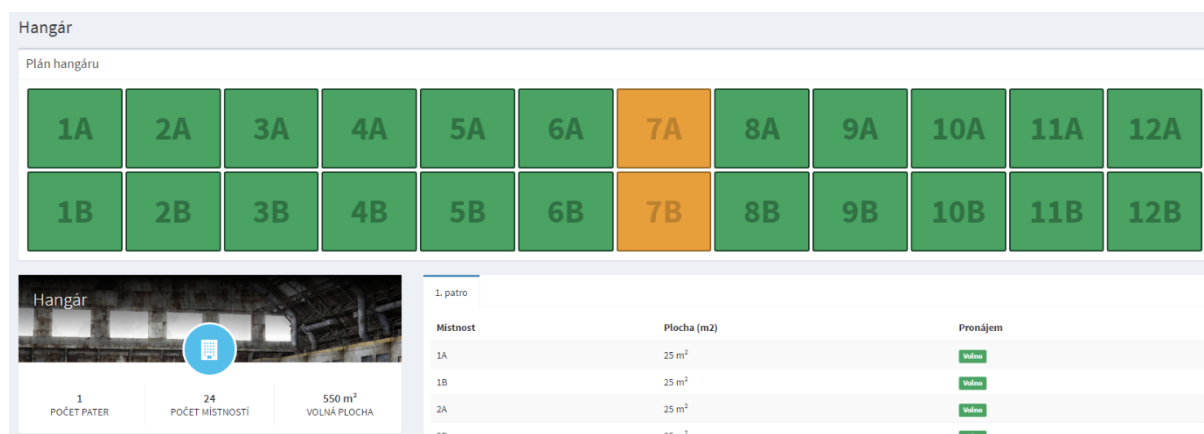 Hangár
Plán hangáru
1A 2A 3A 4A 5A 6A 7A 8A 9A 10A 11A 12A
1B 2B 3B 4B 5B 6B 7B 8B 9B 10B 11B 12B
Hangár
1 24 550 m²
POČET PATER POČET MÍSTNOSTÍ VOLNÁ PLOCHA
1. patro
Místnost Plocha (m2) Pronájem
1A 25 m² Volno
1B 25 m² Volno
2A 25 m² Volno